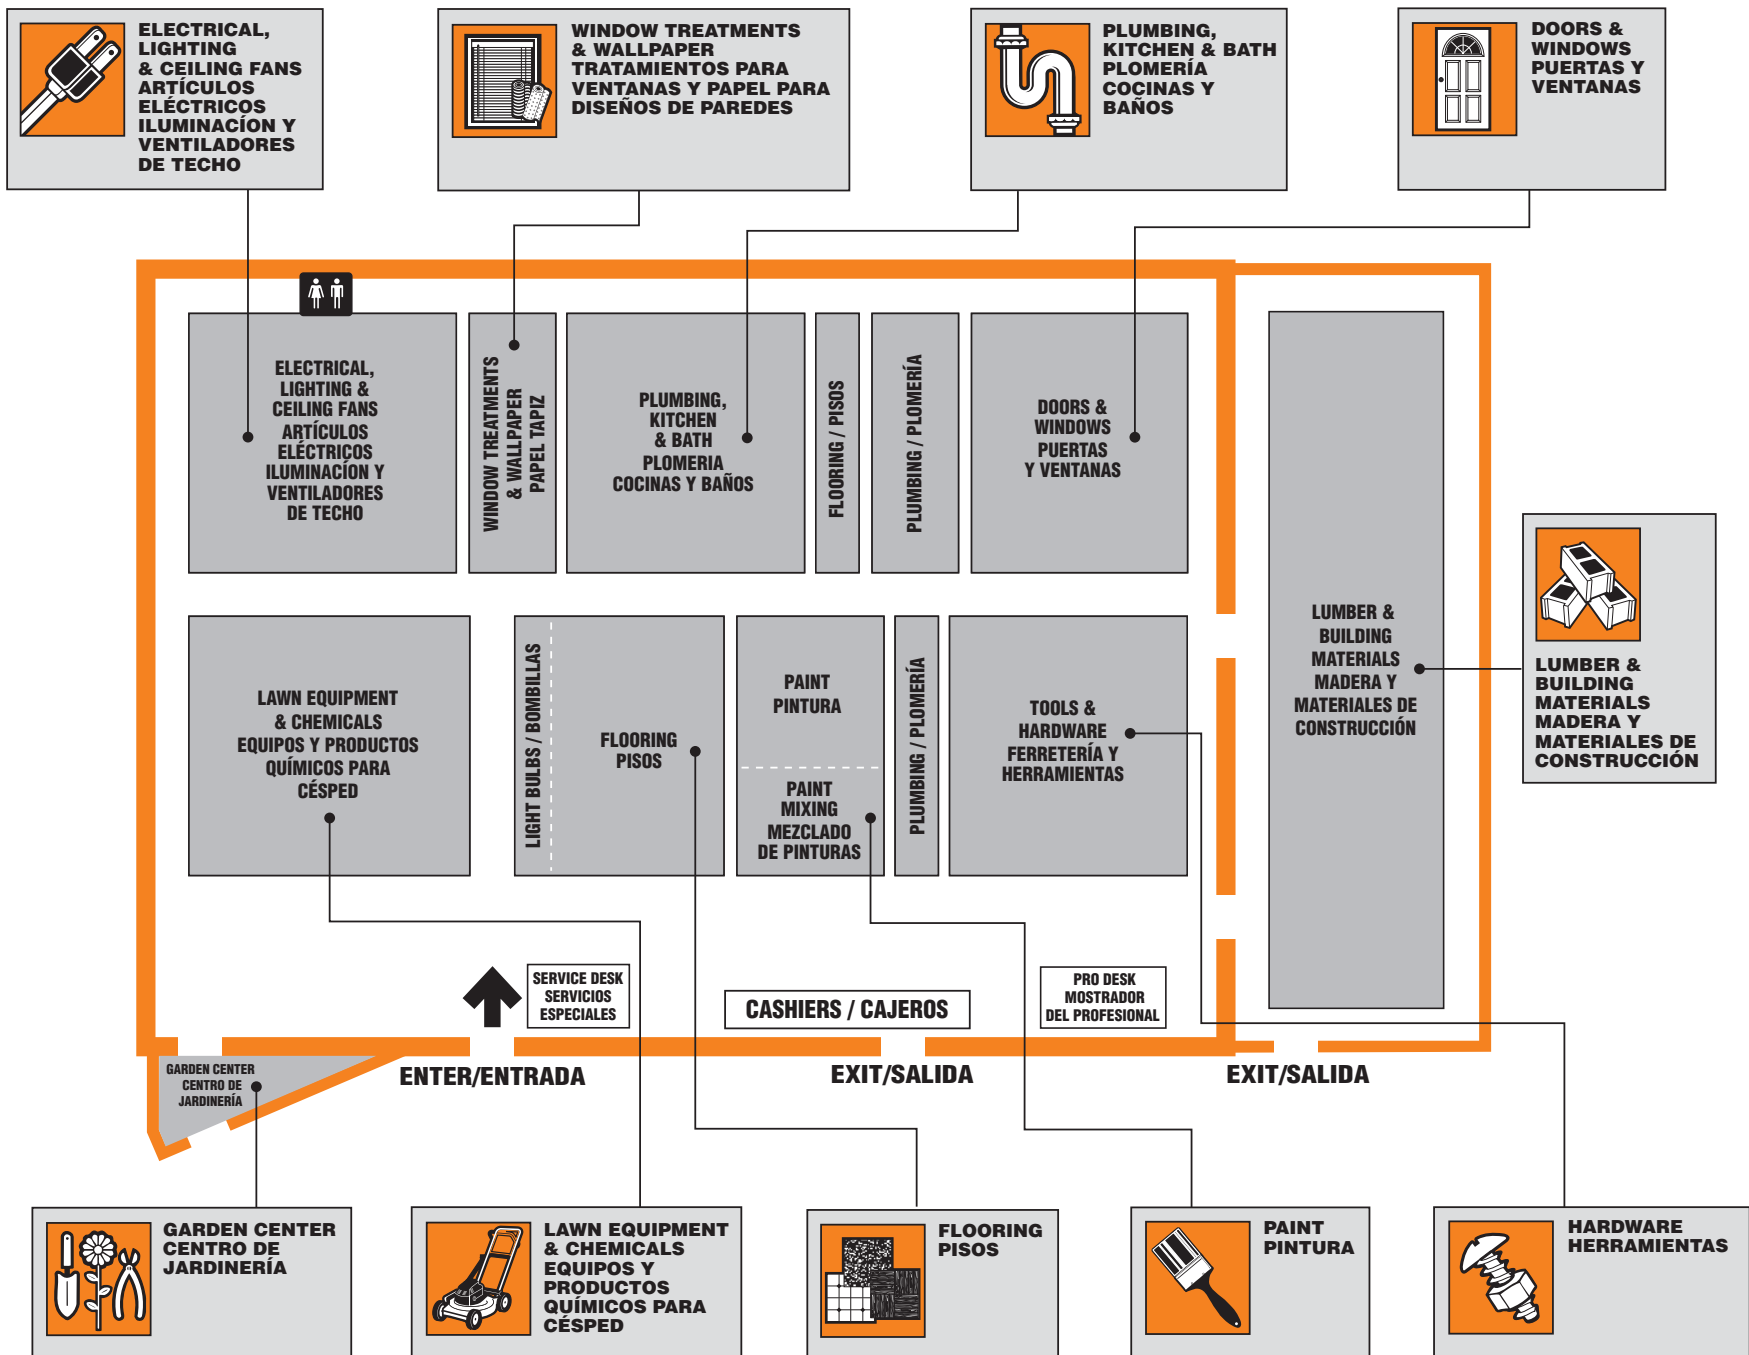 ELECTRICAL,
LIGHTING
& CEILING FANS
ARTÍCULOS
ELÉCTRICOS
ILUMINACÍON Y
VENTILADORES
DE TECHO
WINDOW TREATMENTS
& WALLPAPER
TRATAMIENTOS PARA
VENTANAS Y PAPEL PARA
DISEÑOS DE PAREDES
PLUMBING,
KITCHEN & BATH
PLOMERÍA
COCINAS Y
BAÑOS
DOORS &
WINDOWS
PUERTAS Y
VENTANAS
ELECTRICAL,
LIGHTING &
CEILING FANS
ARTÍCULOS
ELÉCTRICOS
ILUMINACÍON Y
VENTILADORES
DE TECHO
WINDOW TREATMENTS
& WALLPAPER
PAPEL TAPIZ
PLUMBING,
KITCHEN
& BATH
PLOMERIA
COCINAS Y BAÑOS
FLOORING / PISOS
PLUMBING / PLOMERÍA
DOORS &
WINDOWS
PUERTAS
Y VENTANAS
LUMBER &
BUILDING
MATERIALS
MADERA Y
MATERIALES DE
CONSTRUCCIÓN
LUMBER &
BUILDING
MATERIALS
MADERA Y
MATERIALES DE
CONSTRUCCIÓN
LAWN EQUIPMENT
& CHEMICALS
EQUIPOS Y PRODUCTOS
QUÍMICOS PARA
CÉSPED
LIGHT BULBS / BOMBILLAS
FLOORING
PISOS
PAINT
PINTURA
PAINT
MIXING
MEZCLADO
DE PINTURAS
PLUMBING / PLOMERÍA
TOOLS &
HARDWARE
FERRETERÍA Y
HERRAMIENTAS
SERVICE DESK
SERVICIOS
ESPECIALES
CASHIERS / CAJEROS
PRO DESK
MOSTRADOR
DEL PROFESIONAL
GARDEN CENTER
CENTRO DE
JARDINERÍA
ENTER/ENTRADA
EXIT/SALIDA
EXIT/SALIDA
GARDEN CENTER
CENTRO DE
JARDINERÍA
LAWN EQUIPMENT
& CHEMICALS
EQUIPOS Y
PRODUCTOS
QUÍMICOS PARA
CÉSPED
FLOORING
PISOS
PAINT
PINTURA
HARDWARE
HERRAMIENTAS